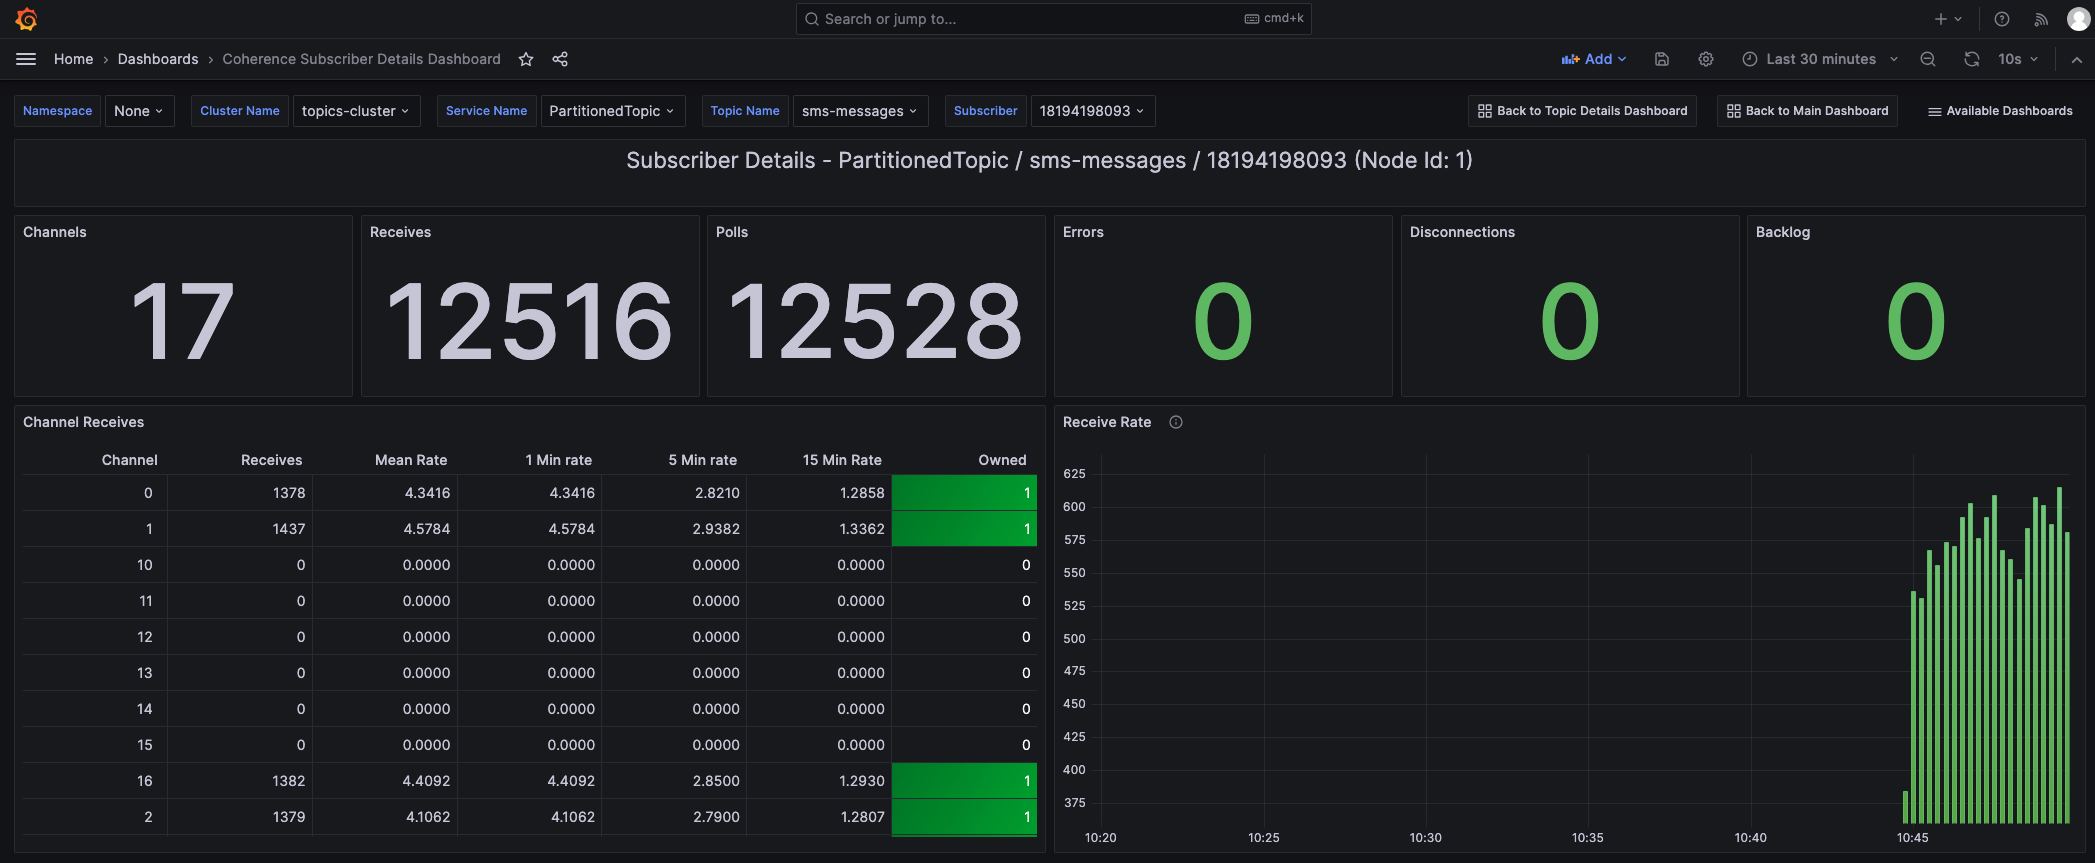 Search or jump to...
cmd+k
Home › Dashboards › Coherence Subscriber Details Dashboard
Add
Last 30 minutes
10s
Namespace None Cluster Name topics-cluster Service Name PartitionedTopic Topic Name sms-messages Subscriber 18194198093
Back to Topic Details Dashboard
Back to Main Dashboard
Available Dashboards
Subscriber Details - PartitionedTopic / sms-messages / 18194198093 (Node Id: 1)
Channels
17
Receives
12516
Polls
12528
Errors
0
Disconnections
0
Backlog
0
Channel Receives
Channel Receives Mean Rate 1 Min rate 5 Min rate 15 Min Rate Owned
0 1378 4.3416 4.3416 2.8210 1.2858 1
1 1437 4.5784 4.5784 2.9382 1.3362 1
10 0 0.0000 0.0000 0.0000 0.0000 0
11 0 0.0000 0.0000 0.0000 0.0000 0
12 0 0.0000 0.0000 0.0000 0.0000 0
13 0 0.0000 0.0000 0.0000 0.0000 0
14 0 0.0000 0.0000 0.0000 0.0000 0
15 0 0.0000 0.0000 0.0000 0.0000 0
16 1382 4.4092 4.4092 2.8500 1.2930 1
2 1379 4.1062 4.1062 2.7900 1.2807 1
Receive Rate
625
600
575
550
525
500
475
450
425
400
375
10:20 10:25 10:30 10:35 10:40 10:45